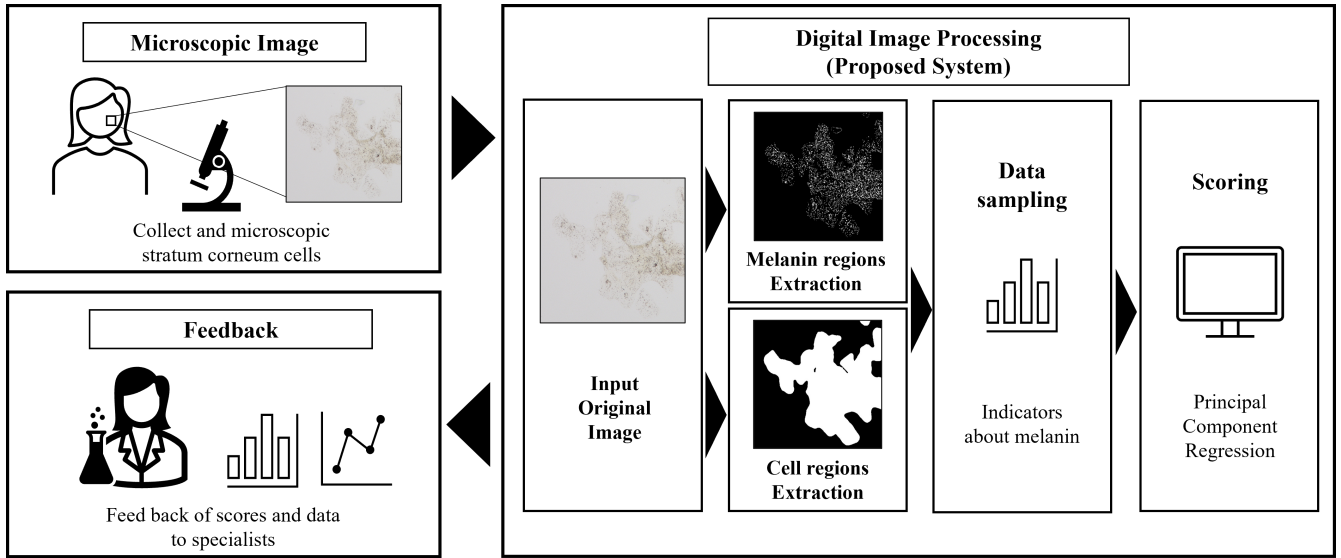 Microscopic Image
Collect and microscopic
stratum corneum cells
Digital Image Processing
(Proposed System)
Input
Original
Image
Melanin regions
Extraction
Cell regions
Extraction
Data
sampling
Indicators
about melanin
Scoring
Principal
Component
Regression
Feedback
Feed back of scores and data
to specialists